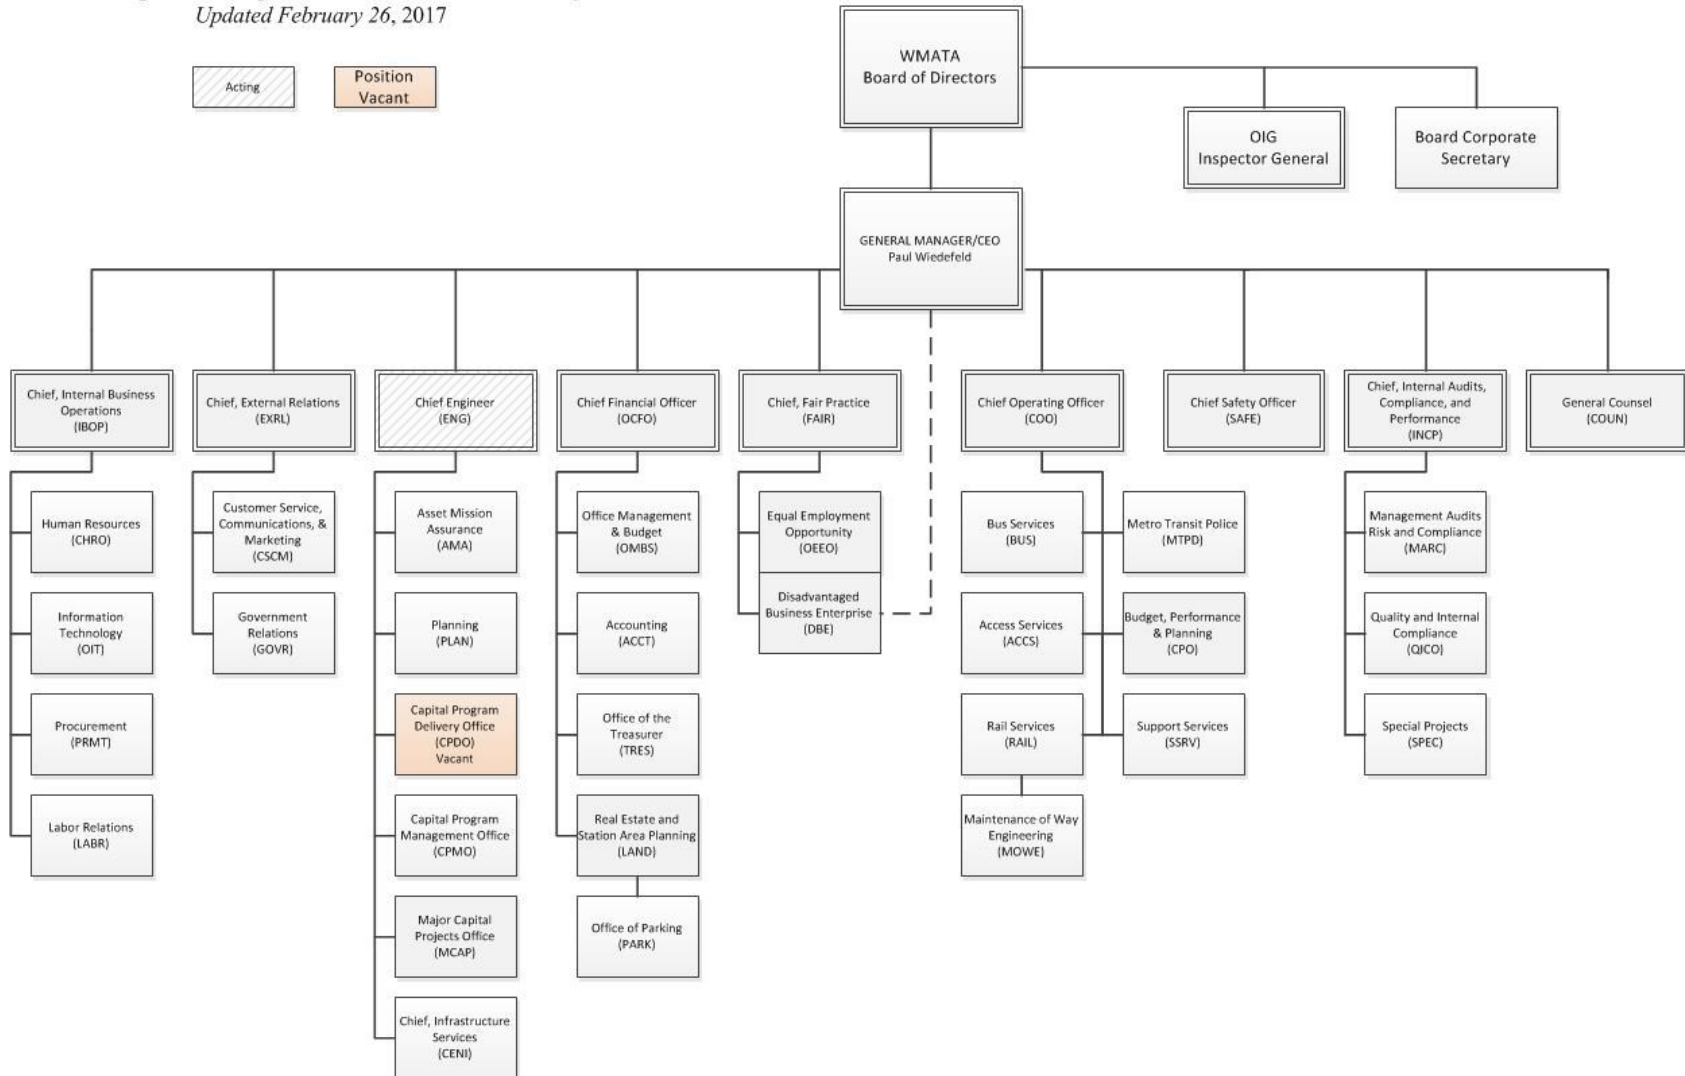 Updated February 26, 2017
Acting
Position
Vacant
WMATA
Board of Directors
OIG
Inspector General
Board Corporate
Secretary
GENERAL MANAGER/CEO
Paul Wiedefeld
Chief, Internal Business
Operations
(IBOP)
Chief, External Relations
(EXRL)
Chief Engineer
(ENG)
Chief Financial Officer
(OCFO)
Chief, Fair Practice
(FAIR)
Chief Operating Officer
(COO)
Chief Safety Officer
(SAFE)
Chief, Internal Audits,
Compliance, and
Performance
(INCP)
General Counsel
(COUN)
Human Resources
(CHRO)
Information
Technology
(OIT)
Procurement
(PRMT)
Labor Relations
(LABR)
Customer Service,
Communications, &
Marketing
(CSCM)
Government
Relations
(GOVR)
Asset Mission
Assurance
(AMA)
Planning
(PLAN)
Capital Program
Delivery Office
(CPDO)
Vacant
Capital Program
Management Office
(CPMO)
Major Capital
Projects Office
(MCAP)
Chief, Infrastructure
Services
(CENI)
Office Management
& Budget
(OMBS)
Accounting
(ACCT)
Office of the
Treasurer
(TRES)
Real Estate and
Station Area Planning
(LAND)
Office of Parking
(PARK)
Equal Employment
Opportunity
(OEEO)
Disadvantaged
Business Enterprise
(DBE)
Bus Services
(BUS)
Access Services
(ACCS)
Rail Services
(RAIL)
Maintenance of Way
Engineering
(MOWE)
Metro Transit Police
(MTPD)
Budget, Performance
& Planning
(CPO)
Support Services
(SSRV)
Management Audits
Risk and Compliance
(MARC)
Quality and Internal
Compliance
(QICO)
Special Projects
(SPEC)